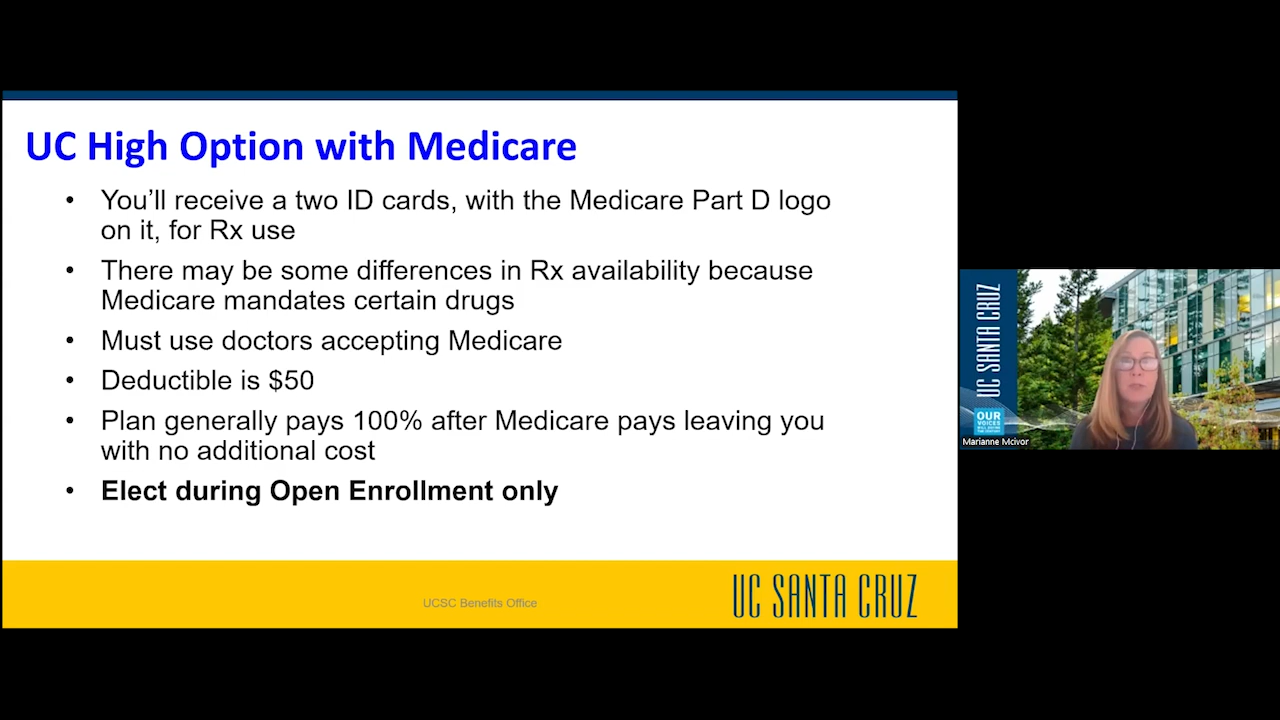 UC High Option with Medicare
• You’ll receive a two ID cards, with the Medicare Part D logo
on it, for Rx use
• There may be some differences in Rx availability because
Medicare mandates certain drugs
• Must use doctors accepting Medicare
• Deductible is $50
• Plan generally pays 100% after Medicare pays leaving you
with no additional cost
• Elect during Open Enrollment only
UCSC Benefits Office
UC SANTA CRUZ
UC SANTA CRUZ
OUR
VOICES
Marianne Mcivor